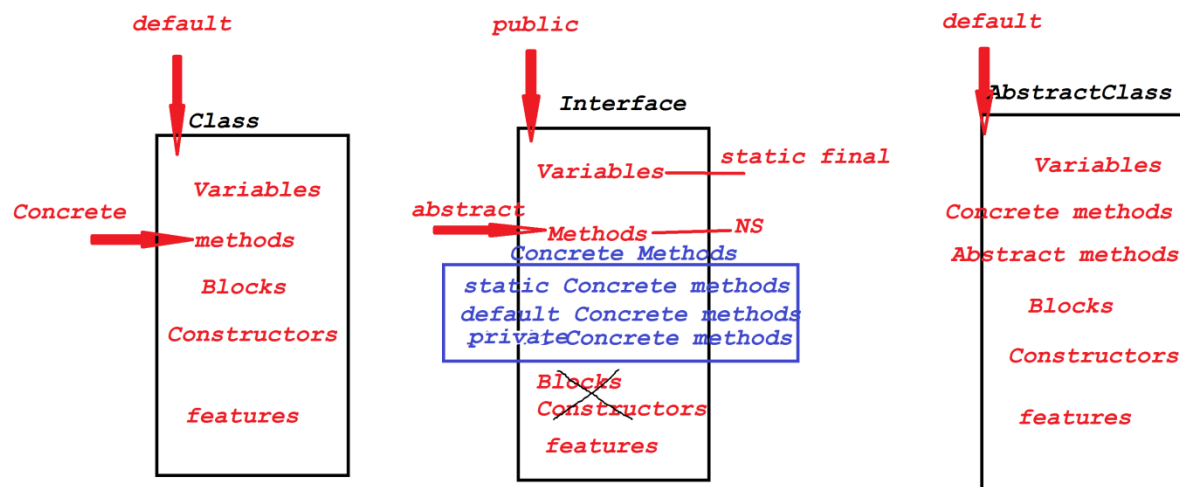 default
Class
Variables
Concrete
methods
Blocks
Constructors
features
public
Interface
Variables static final
abstract
Methods NS
Concrete Methods
static Concrete methods
default Concrete methods
private Concrete methods
Blocks
Constructors
features
default
AbstractClass
Variables
Concrete methods
Abstract methods
Blocks
Constructors
features